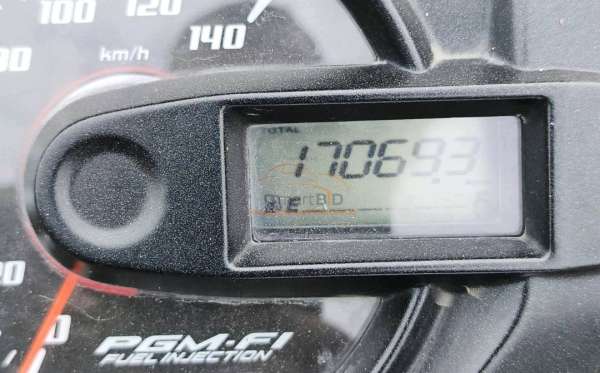 100 120
140
km/h
TOTAL
17069.3
E
PGM-FI
FUEL INJECTION